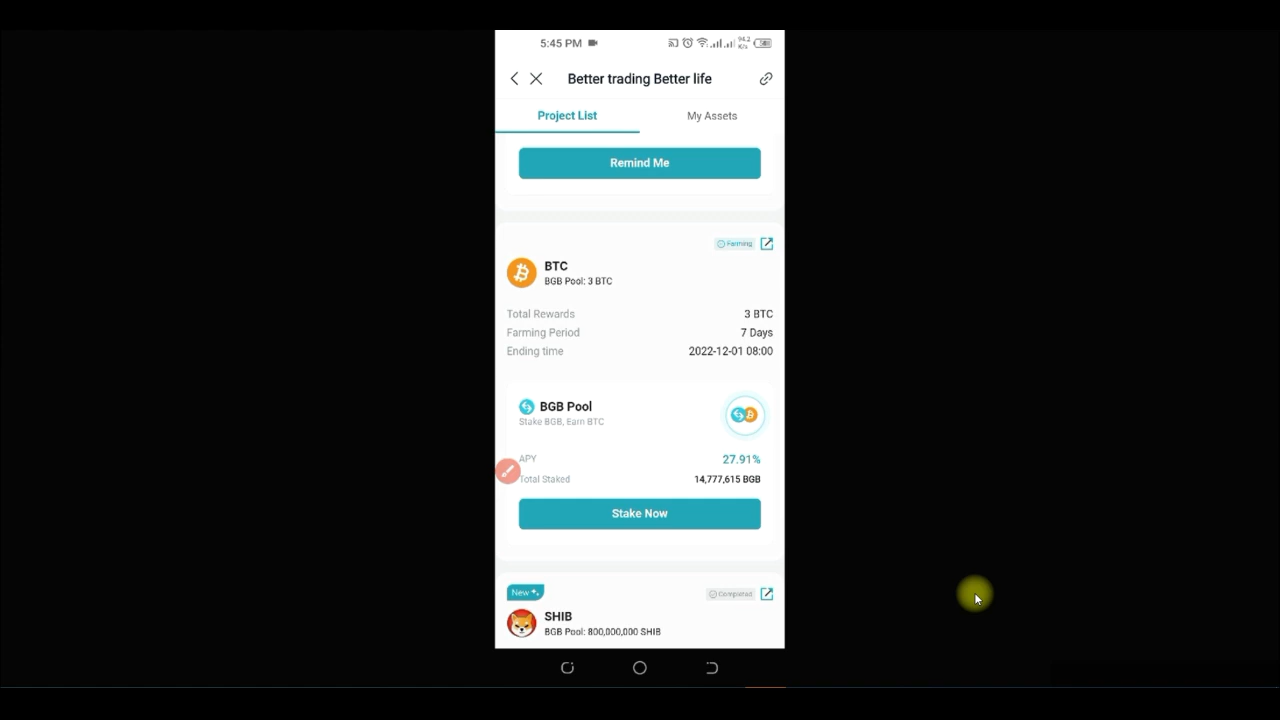 5:45 PM
94.2
K/s
58
Better trading Better life
Project List
My Assets
Remind Me
Farming
BTC
BGB Pool: 3 BTC
Total Rewards
3 BTC
Farming Period
7 Days
Ending time
2022-12-01 08:00
BGB Pool
Stake BGB, Earn BTC
APY
27.91%
Total Staked
14,777,615 BGB
Stake Now
New
Completed
SHIB
BGB Pool: 800,000,000 SHIB